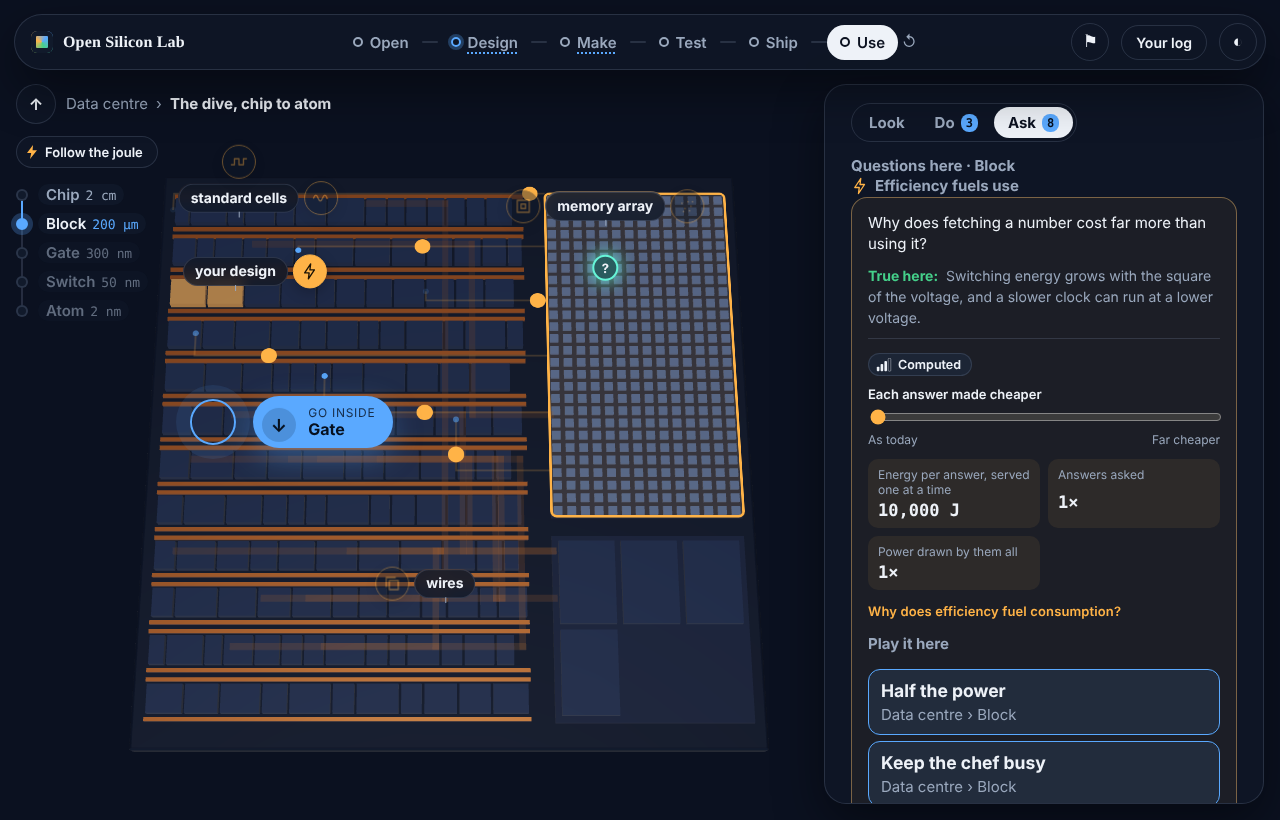 Open Silicon Lab
Open
Design
Make
Test
Ship
Use
Your log
Data centre › The dive, chip to atom
Follow the joule
Chip 2 cm
Block 200 µm
Gate 300 nm
Switch 50 nm
Atom 2 nm
standard cells
memory array
your design
?
GO INSIDE
Gate
wires
Look
Do 3
Ask 8
Questions here · Block
Efficiency fuels use
Why does fetching a number cost far more than
using it?
True here: Switching energy grows with the square
of the voltage, and a slower clock can run at a lower
voltage.
Computed
Each answer made cheaper
As today
Far cheaper
Energy per answer, served
one at a time
10,000 J
Answers asked
1×
Power drawn by them all
1×
Why does efficiency fuel consumption?
Play it here
Half the power
Data centre › Block
Keep the chef busy
Data centre › Block